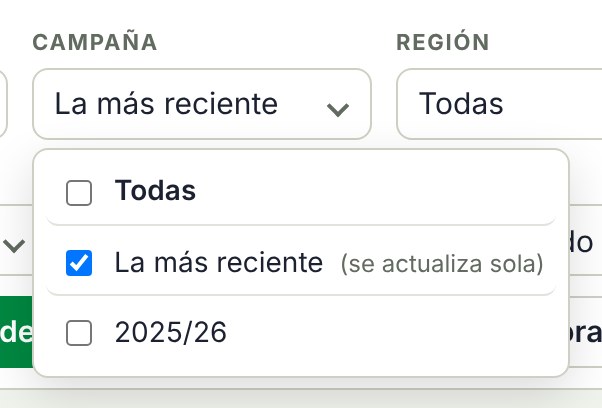 CAMPAÑA
REGIÓN
La más reciente
Todas
Todas
La más reciente (se actualiza sola)
2025/26